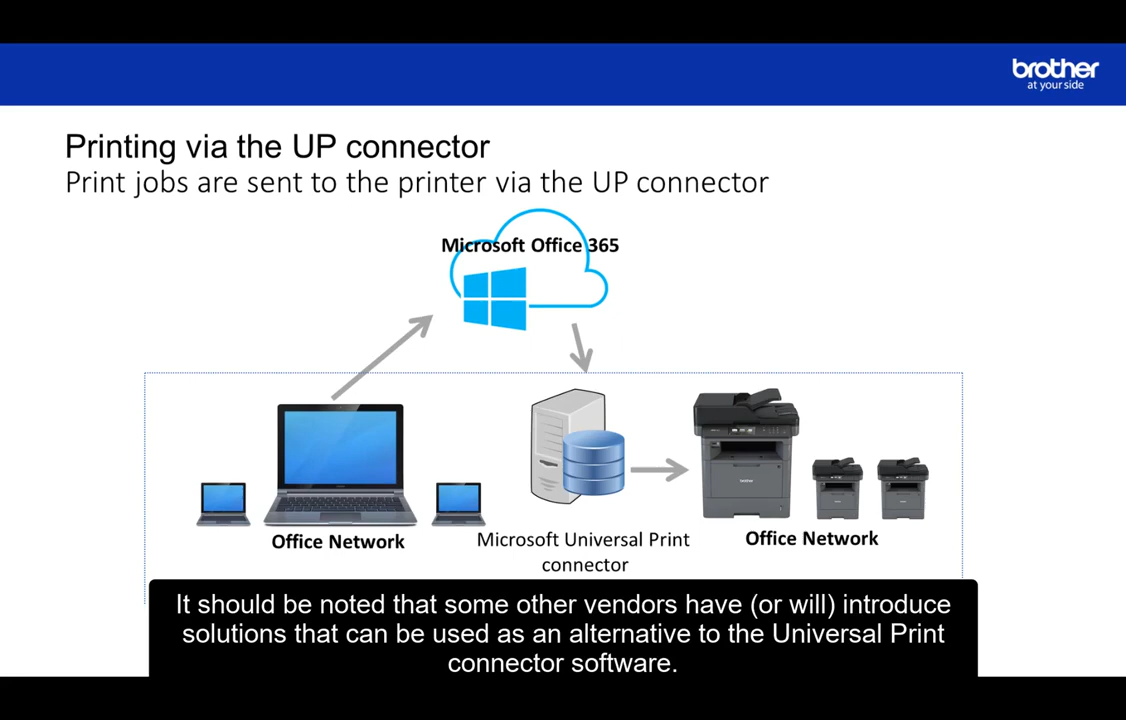 brother
at your side
Printing via the UP connector
Print jobs are sent to the printer via the UP connector
Microsoft Office 365
Office Network
Microsoft Universal Print
connector
brother
Office Network
It should be noted that some other vendors have (or will) introduce
solutions that can be used as an alternative to the Universal Print
connector software.